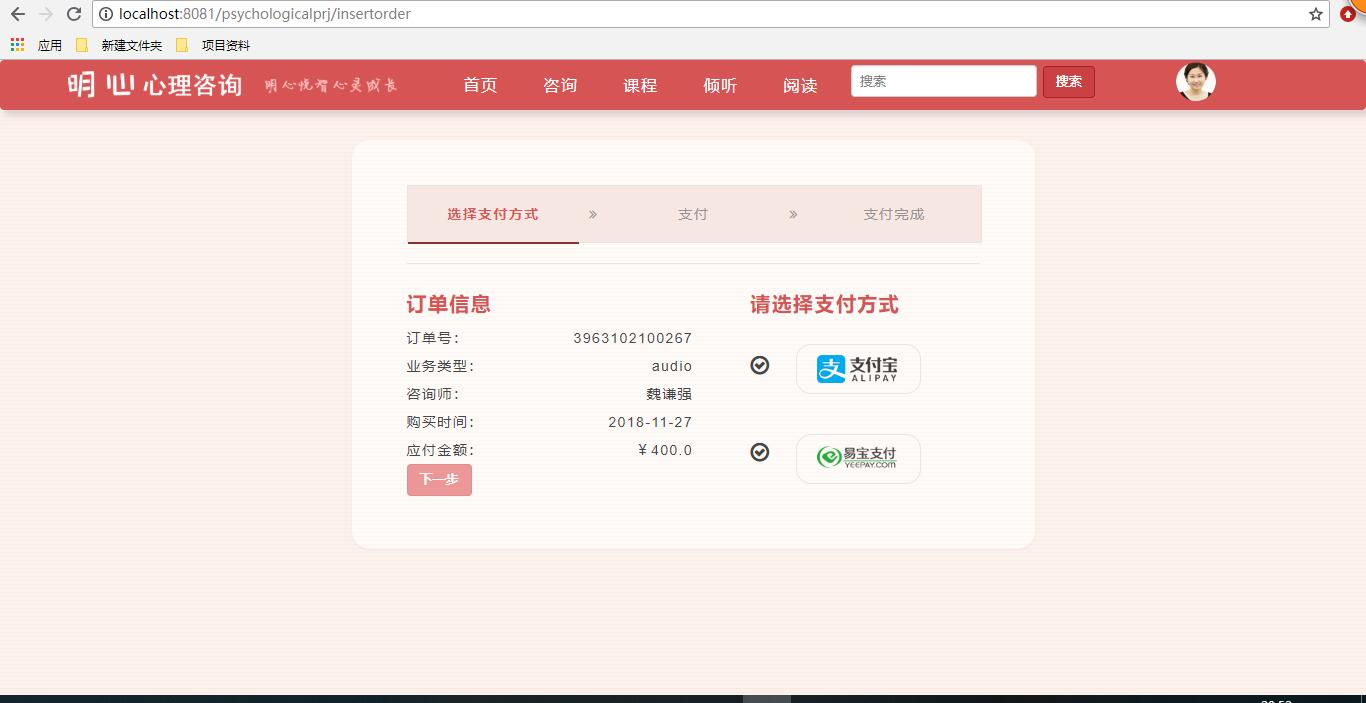 localhost:8081/psychologicalprj/insertorder
应用 新建文件夹 项目资料
明心 心理咨询 明心悦智心灵成长 首页 咨询 课程 倾听 阅读 搜索 搜索
选择支付方式 » 支付 » 支付完成
订单信息
订单号： 3963102100267
业务类型： audio
咨询师： 魏谦强
购买时间： 2018-11-27
应付金额： ￥400.0
下一步
请选择支付方式
支付宝
ALIPAY
易宝支付
YEEPAY.COM